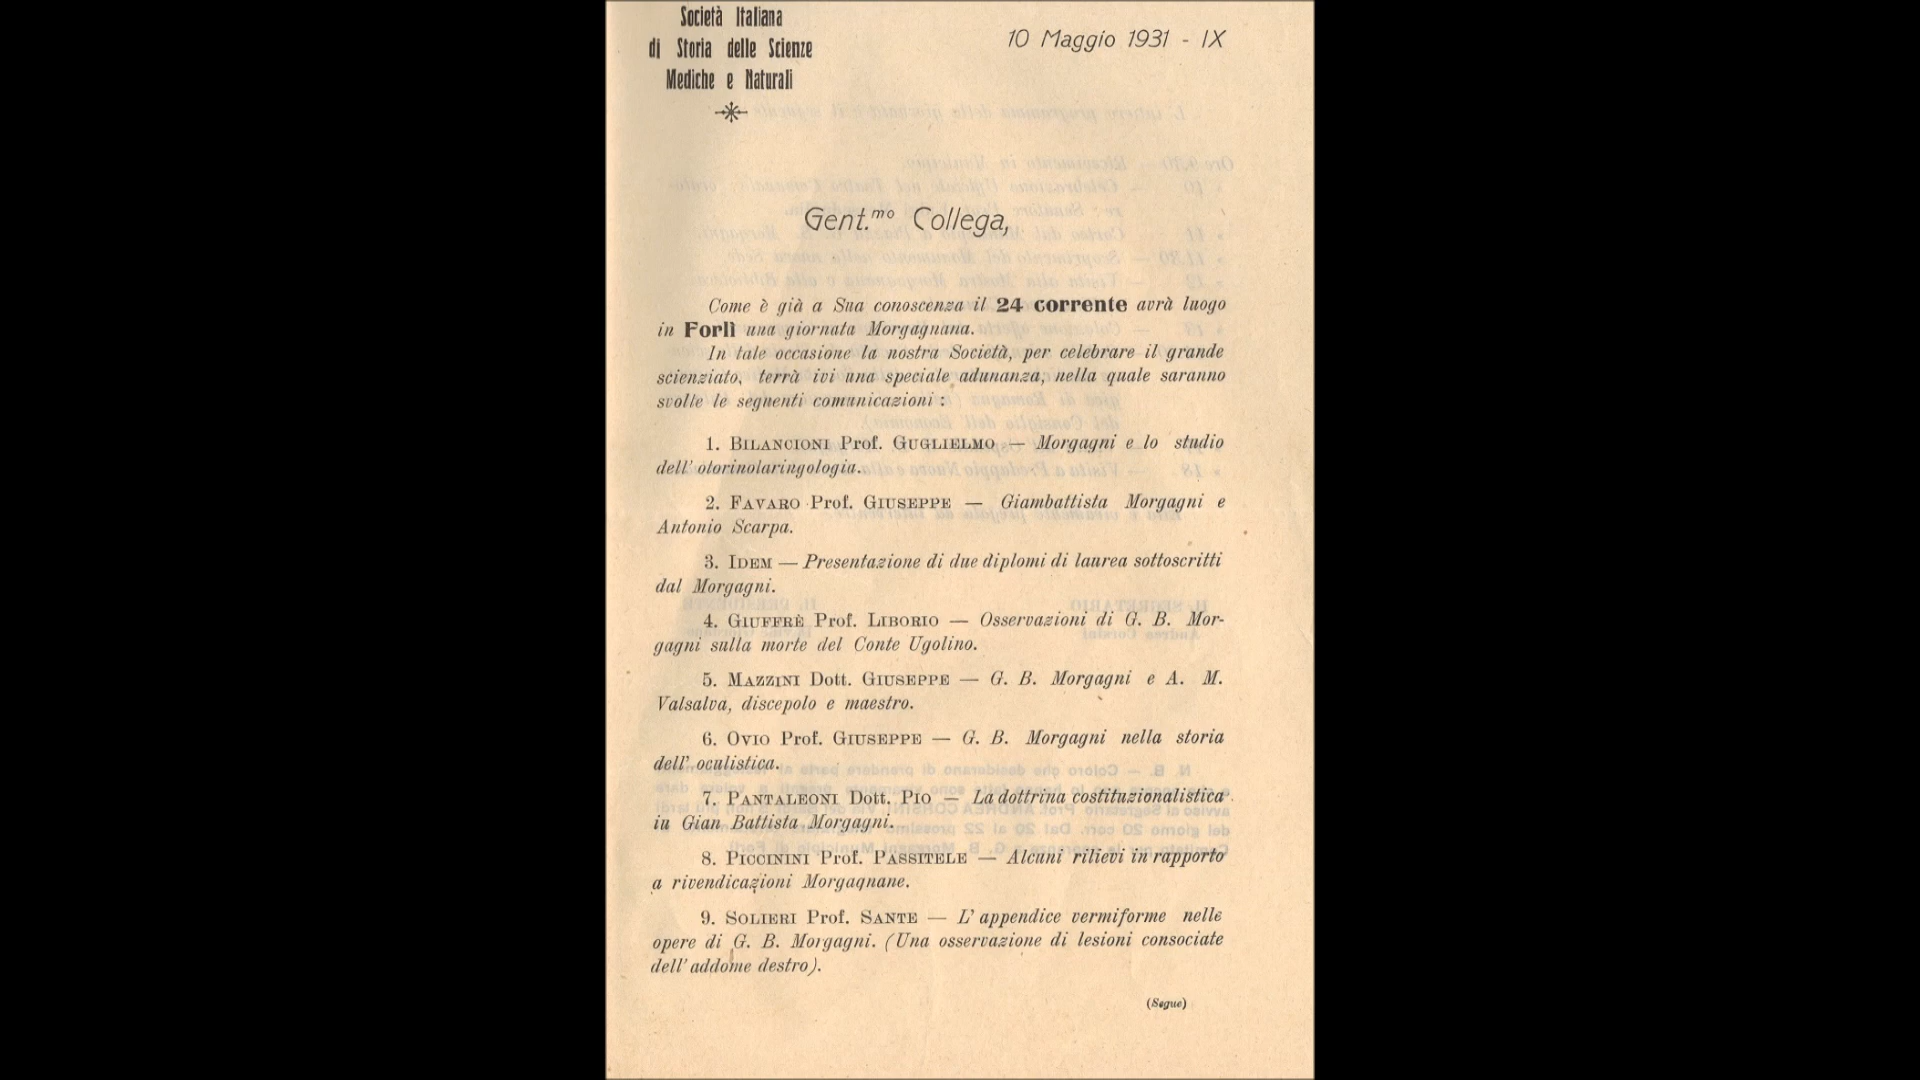 Società Italiana
di Storia delle Scienze
Mediche e Naturali
10 Maggio 1931 - IX
Gent.mo Collega,
Come è già a Sua conoscenza il 24 corrente avrà luogo
in Forlì una giornata Morgagnana.
In tale occasione la nostra Società, per celebrare il grande
scienziato, terrà ivi una speciale adunanza, nella quale saranno
svolte le seguenti comunicazioni :
1. BILANCIONI Prof. GUGLIELMO — Morgagni e lo studio
dell' otorinolaringologia.
2. FAVARO Prof. GIUSEPPE — Giambattista Morgagni e
Antonio Scarpa.
3. IDEM — Presentazione di due diplomi di laurea sottoscritti
dal Morgagni.
4. GIUFFRÈ Prof. LIBORIO — Osservazioni di G. B. Mor-
gagni sulla morte del Conte Ugolino.
5. MAZZINI Dott. GIUSEPPE — G. B. Morgagni e A. M.
Valsalva, discepolo e maestro.
6. OVIO Prof. GIUSEPPE — G. B. Morgagni nella storia
dell' oculistica.
7. PANTALEONI Dott. PIO — La dottrina costituzionalistica
in Gian Battista Morgagni.
8. PICCININI Prof. PASSITELE — Alcuni rilievi in rapporto
a rivendicazioni Morgagnane.
9. SOLIERI Prof. SANTE — L' appendice vermiforme nelle
opere di G. B. Morgagni. (Una osservazione di lesioni consociate
dell' addome destro).
(Segue)